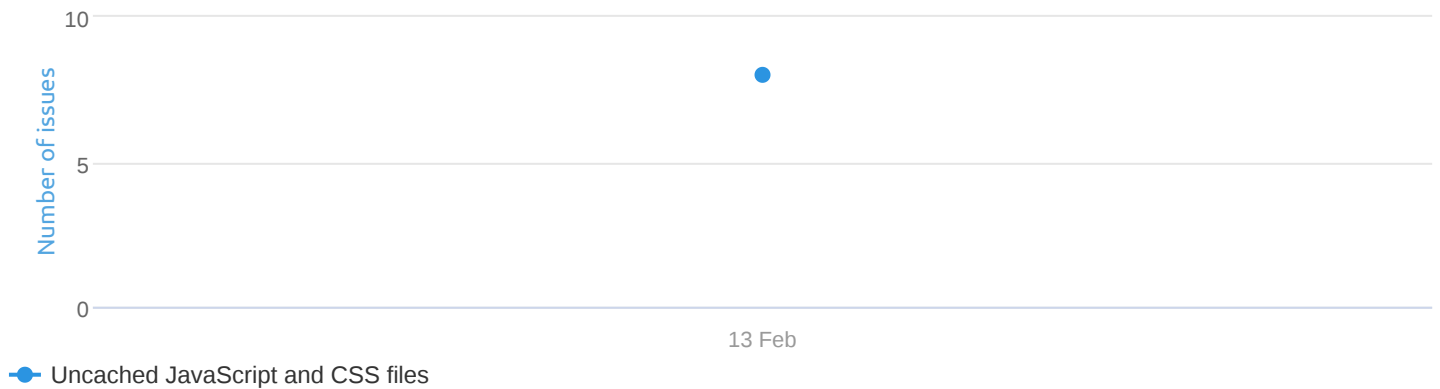 10
Number of issues
5
0
13 Feb
Uncached JavaScript and CSS files